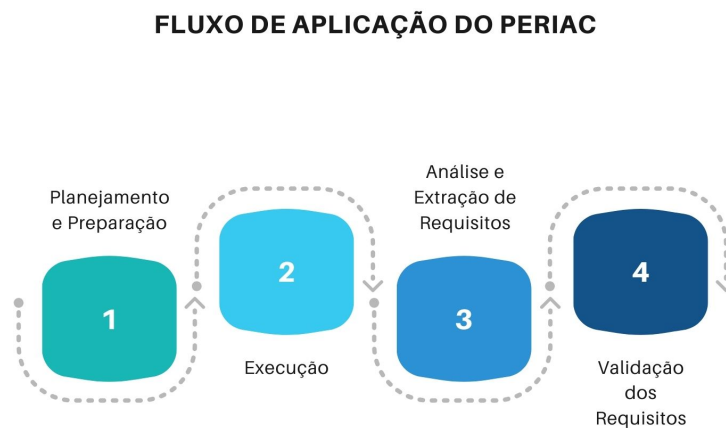 FLUXO DE APLICAÇÃO DO PERIAC
Planejamento
e Preparação
1
2
Execução
Análise e
Extração de
Requisitos
3
4
Validação
dos
Requisitos